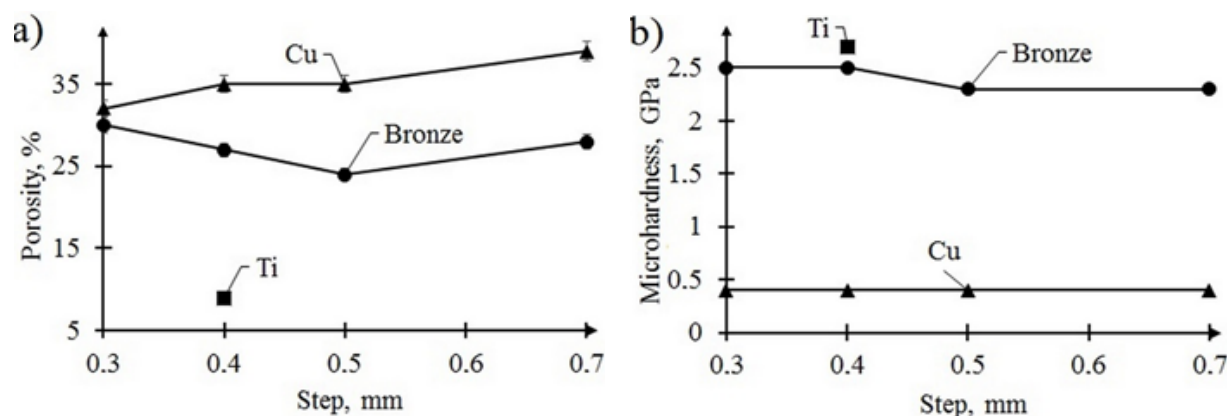 a)
Porosity, %
35
25
15
5
0.3 0.4 0.5 0.6 0.7
Step, mm
Cu
Bronze
Ti
b)
Microhardness, GPa
2.5
2
1.5
1
0.5
0
0.3 0.4 0.5 0.6 0.7
Step, mm
Ti
Bronze
Cu